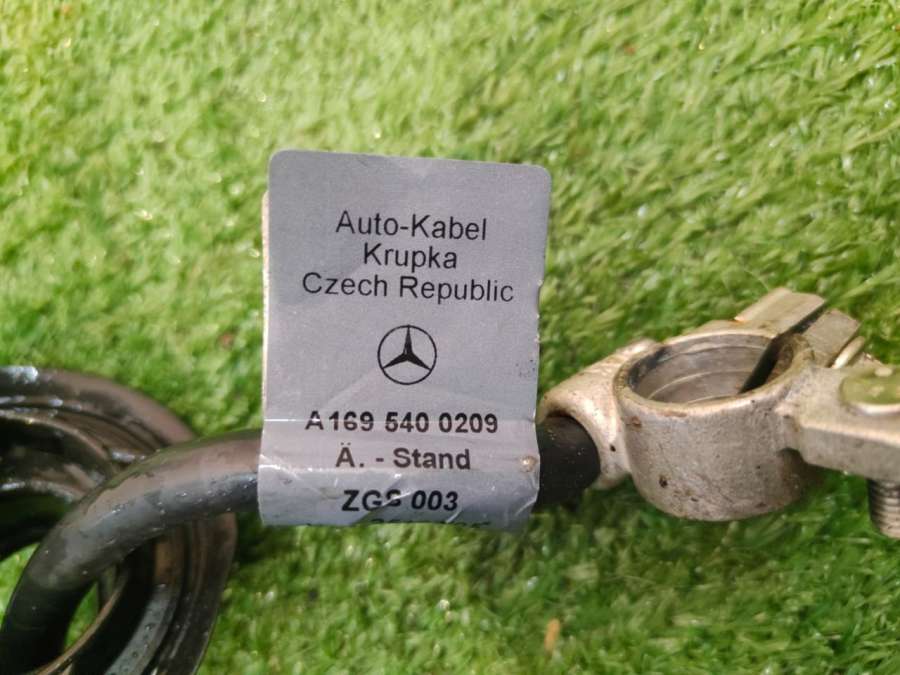 Auto-Kabel
Krupka
Czech Republic
A169 540 0209
Ä. - Stand
ZGS 003